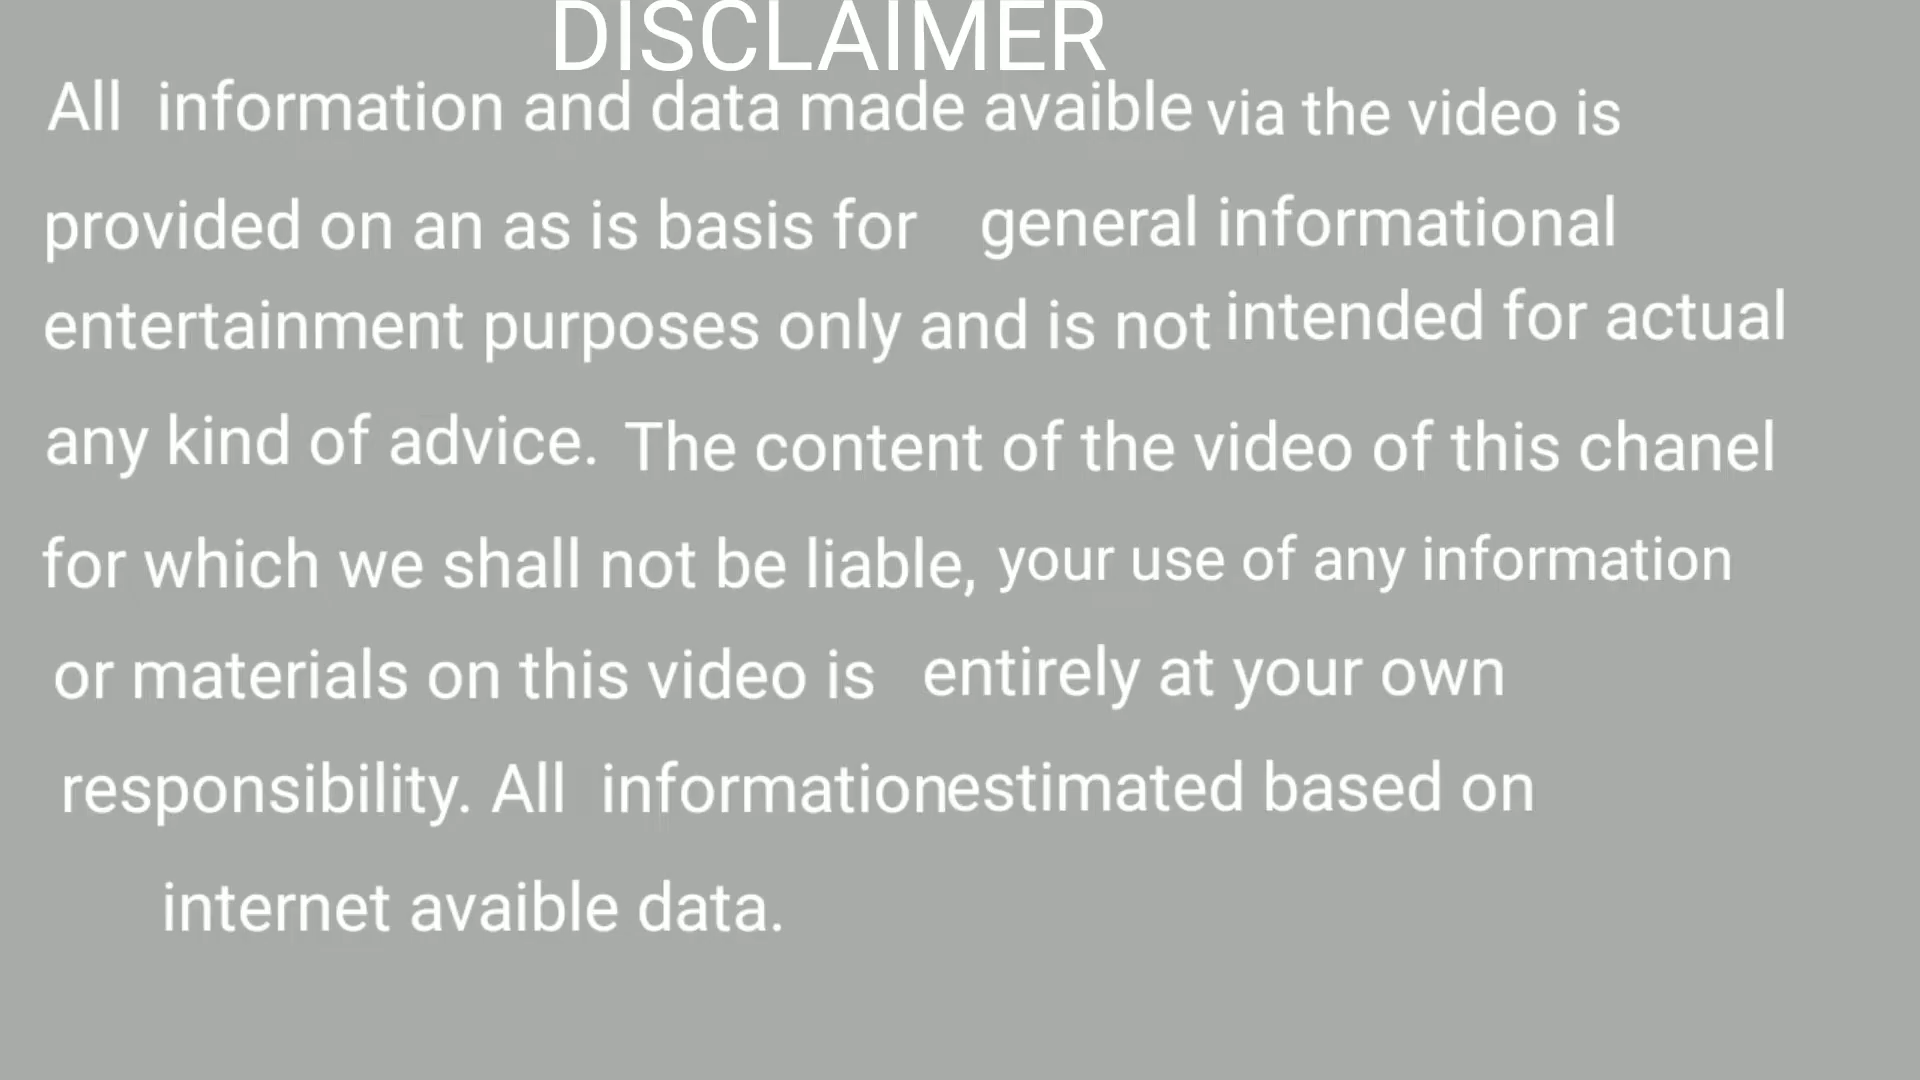 DISCLAIMER
All information and data made avaible via the video is
provided on an as is basis for general informational
entertainment purposes only and is not intended for actual
any kind of advice. The content of the video of this chanel
for which we shall not be liable, your use of any information
or materials on this video is entirely at your own
responsibility. All informationestimated based on
internet avaible data.